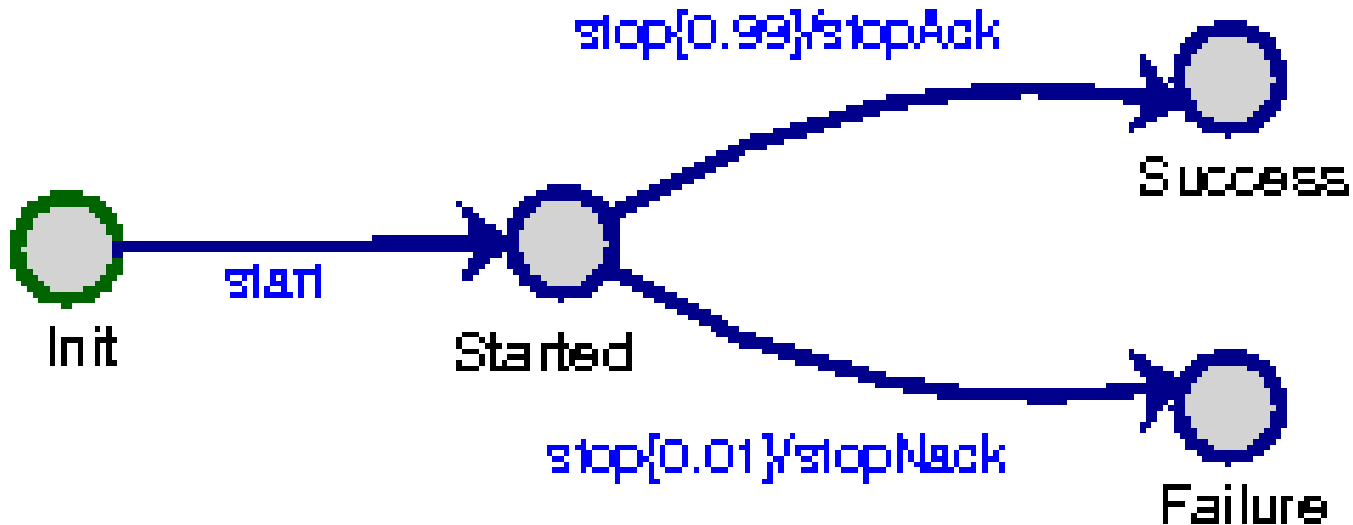 stop{0.99}/stopAck
Success
start
Init
Started
stop{0.01}/stopNack
Failure